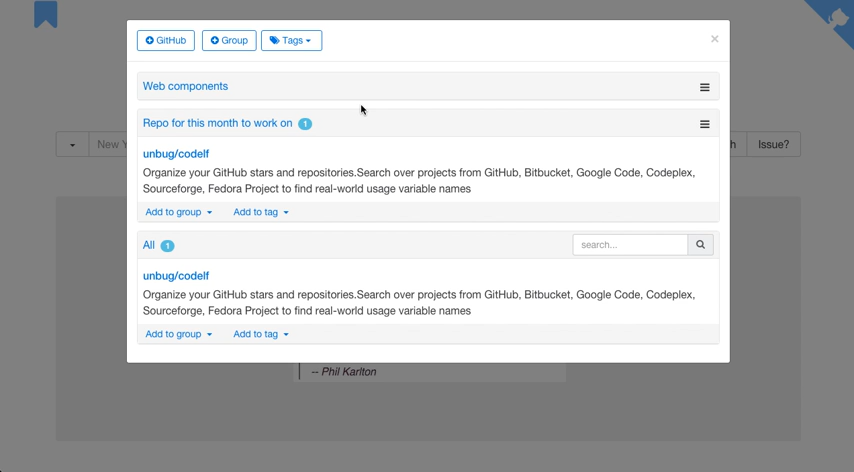 GitHub Group Tags
×
Web components
Repo for this month to work on 1
unbug/codelf
Organize your GitHub stars and repositories.Search over projects from GitHub, Bitbucket, Google Code, Codeplex,
Sourceforge, Fedora Project to find real-world usage variable names
Add to group Add to tag
All 1 search...
unbug/codelf
Organize your GitHub stars and repositories.Search over projects from GitHub, Bitbucket, Google Code, Codeplex,
Sourceforge, Fedora Project to find real-world usage variable names
Add to group Add to tag
New
Issue?
-- Phil Karlton